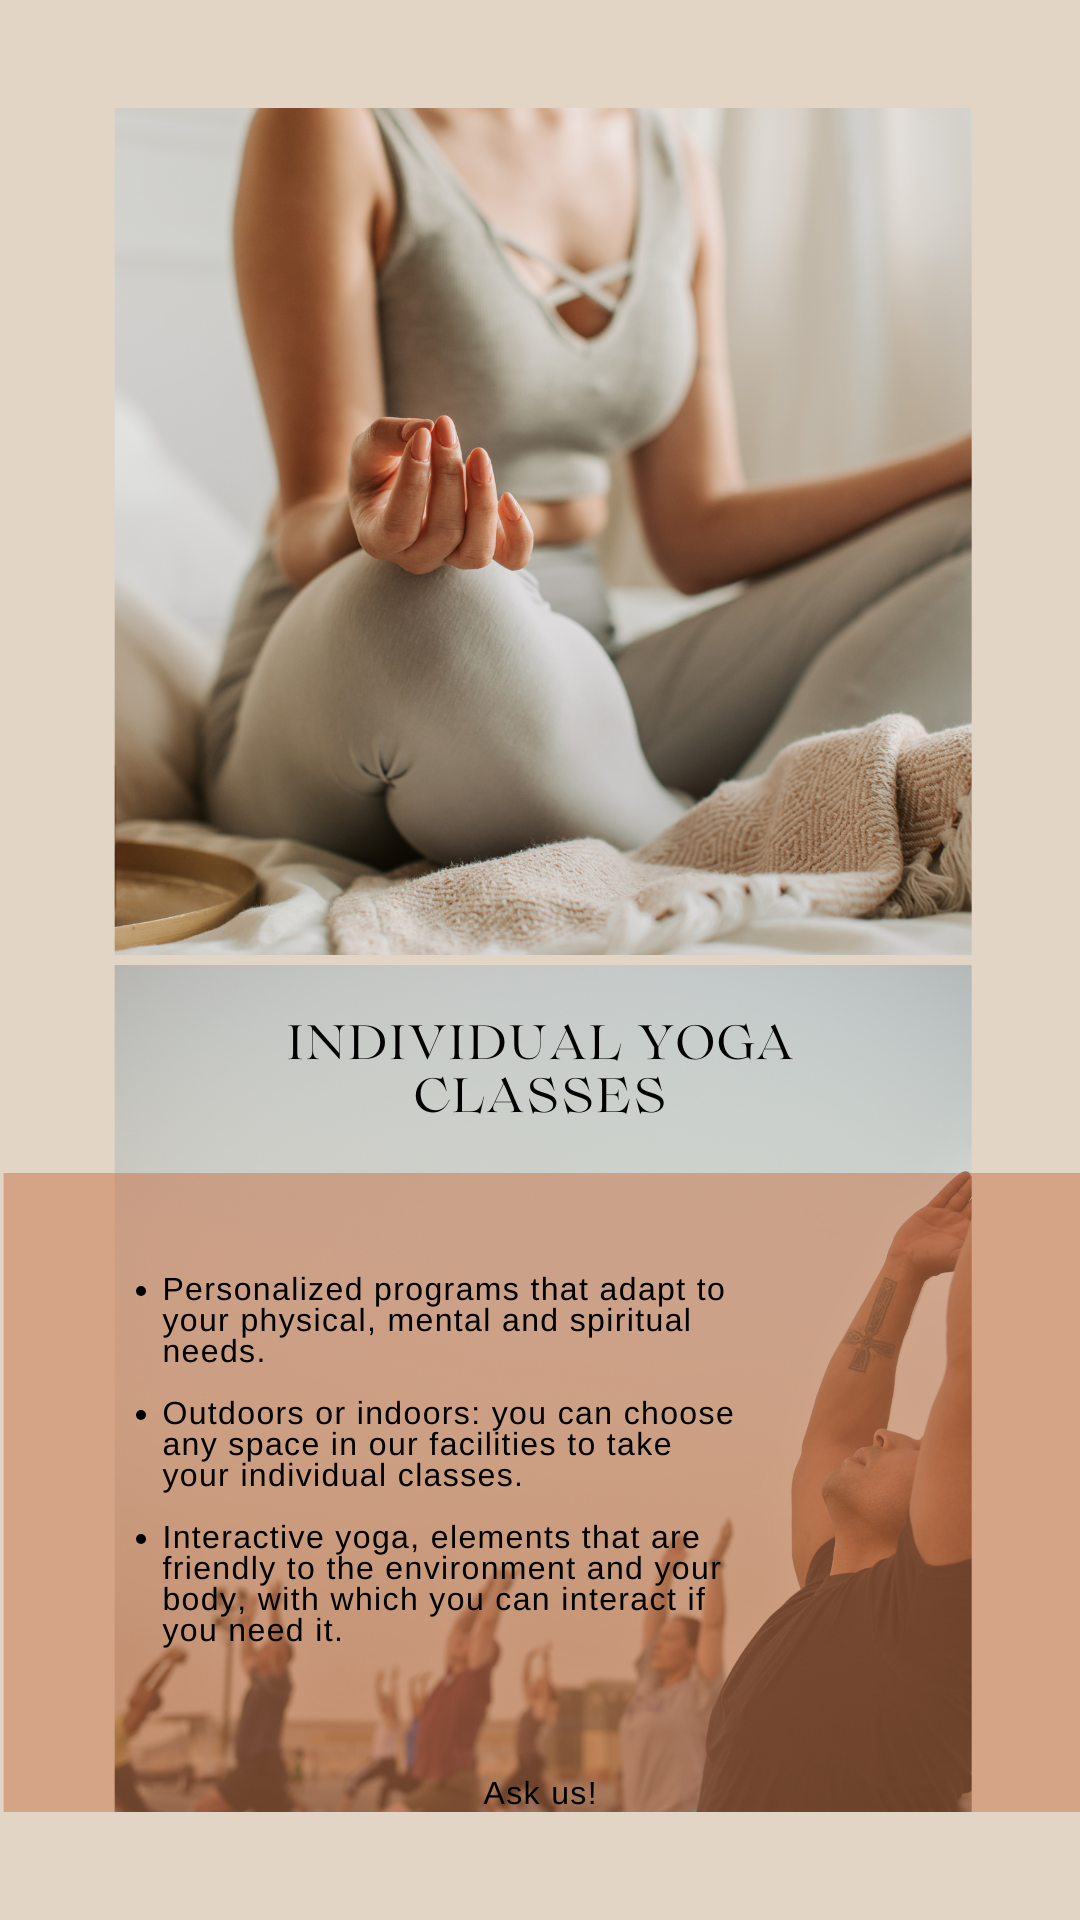 INDIVIDUAL YOGA
CLASSES
• Personalized programs that adapt to
your physical, mental and spiritual
needs.
• Outdoors or indoors: you can choose
any space in our facilities to take
your individual classes.
• Interactive yoga, elements that are
friendly to the environment and your
body, with which you can interact if
you need it.
Ask us!